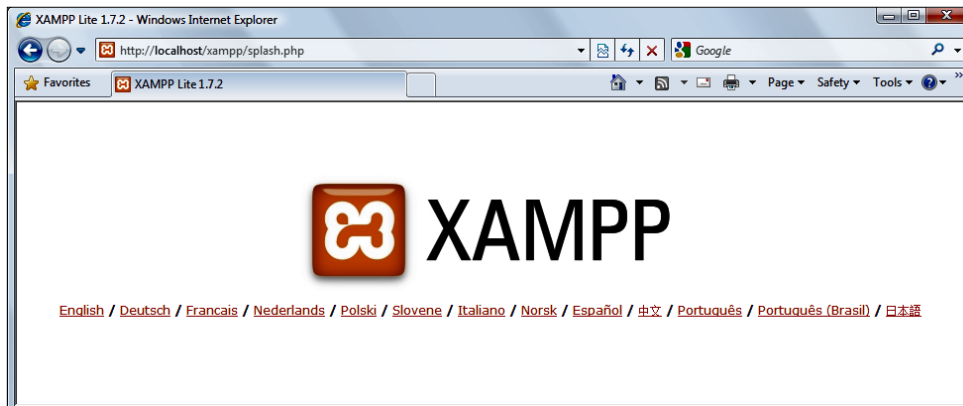 XAMPP Lite 1.7.2 - Windows Internet Explorer
http://localhost/xampp/splash.php
Google
Favorites
XAMPP Lite 1.7.2
Page
Safety
Tools
XAMPP
English / Deutsch / Francais / Nederlands / Polski / Slovene / Italiano / Norsk / Español / 中文 / Português / Português (Brasil) / 日本語